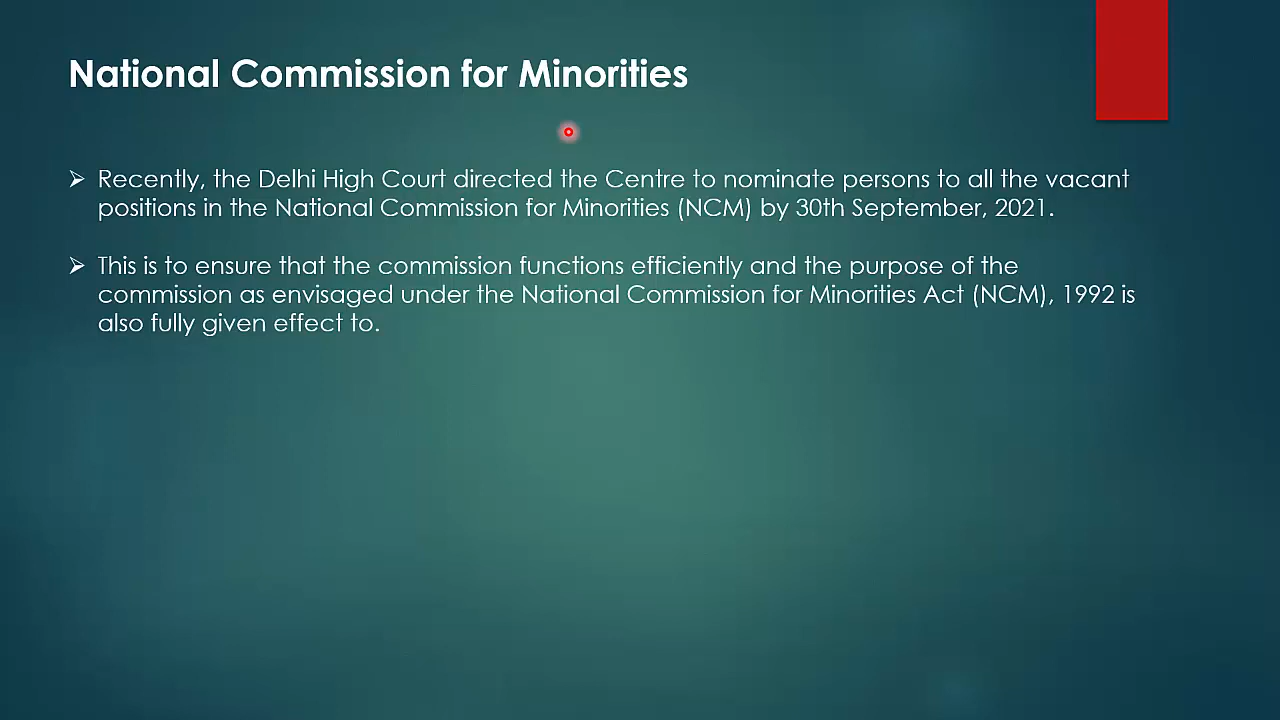 National Commission for Minorities
➢ Recently, the Delhi High Court directed the Centre to nominate persons to all the vacant
positions in the National Commission for Minorities (NCM) by 30th September, 2021.
➢ This is to ensure that the commission functions efficiently and the purpose of the
commission as envisaged under the National Commission for Minorities Act (NCM), 1992 is
also fully given effect to.